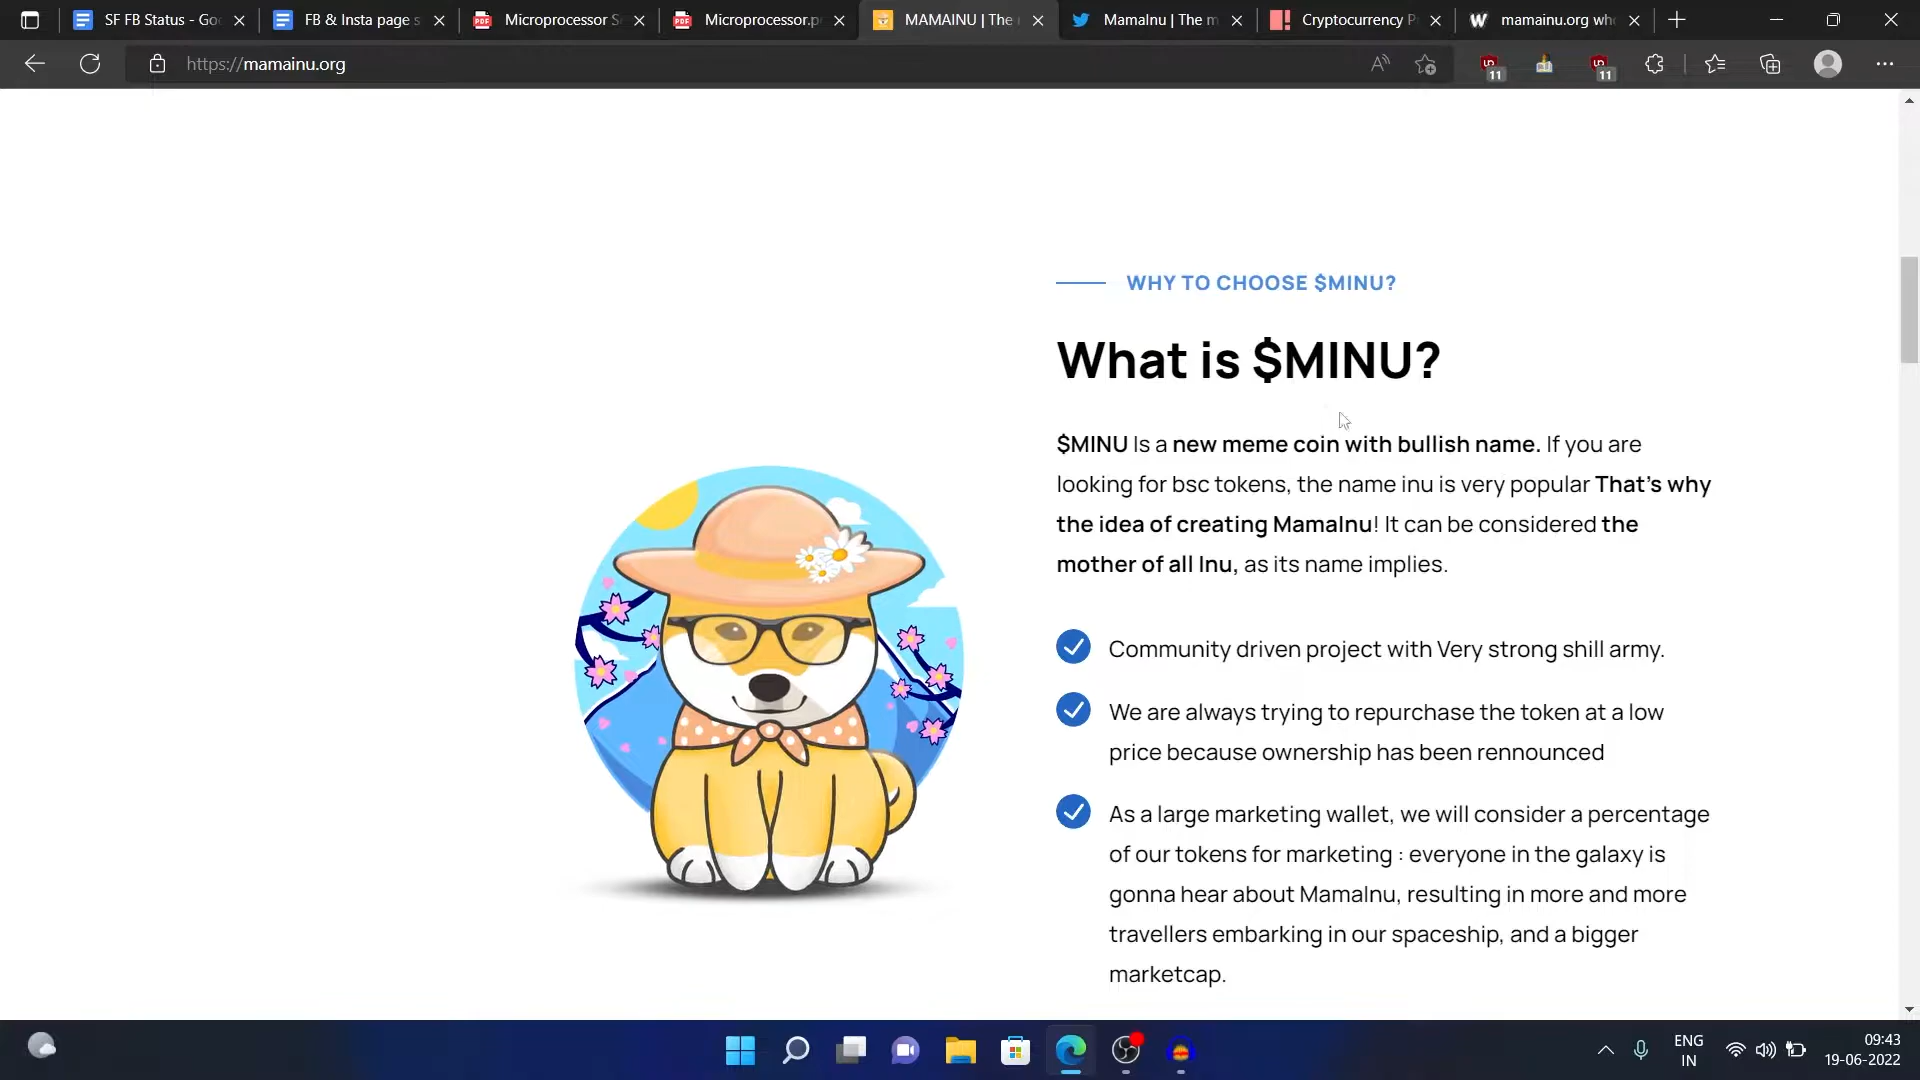 SF FB Status - Go
FB & Insta page s
Microprocessor S
Microprocessor.p
MAMAINU | The
MamaInu | The m
Cryptocurrency P
mamainu.org wh
https://mamainu.org
11
11
WHY TO CHOOSE $MINU?
What is $MINU?
$MINU Is a new meme coin with bullish name. If you are
looking for bsc tokens, the name inu is very popular That's why
the idea of creating MamaInu! It can be considered the
mother of all Inu, as its name implies.
Community driven project with Very strong shill army.
We are always trying to repurchase the token at a low
price because ownership has been rennounced
As a large marketing wallet, we will consider a percentage
of our tokens for marketing : everyone in the galaxy is
gonna hear about MamaInu, resulting in more and more
travellers embarking in our spaceship, and a bigger
marketcap.
ENG
IN
09:43
19-06-2022